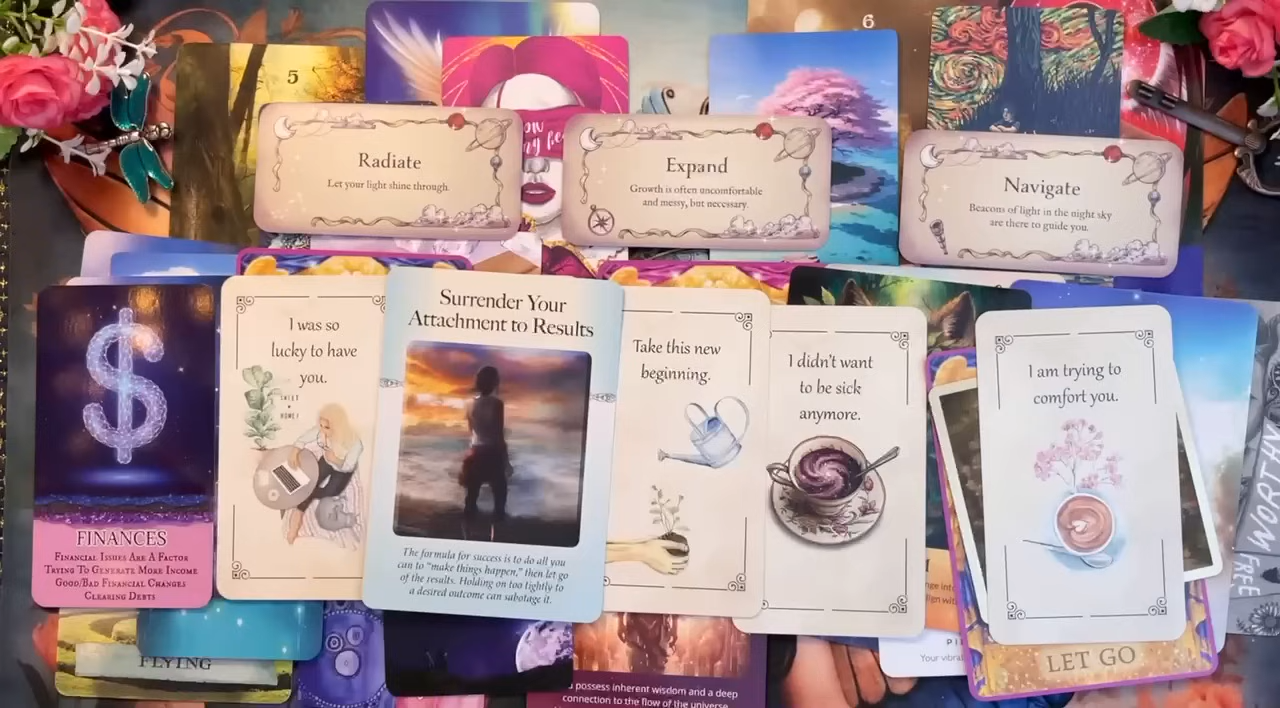 5
6
Radiate
Let your light shine through.
Expand
Growth is often uncomfortable
and messy, but necessary.
Navigate
Beacons of light in the night sky
are there to guide you.
FINANCES
Financial Issues Are A Factor
Trying To Generate More Income
Good/Bad Financial Changes
Clearing Debts
I was so
lucky to have
you.
SWEET
HOME!
Surrender Your
Attachment to Results
The formula for success is to do all you
can to “make things happen,” then let go
of the results. Holding on too tightly to
a desired outcome can sabotage it.
Take this new
beginning.
I didn't want
to be sick
anymore.
I am trying to
comfort you.
LET GO
FLYING
possess inherent wisdom and a deep
connection to the flow of the universe
Your
WORTHY
FREE